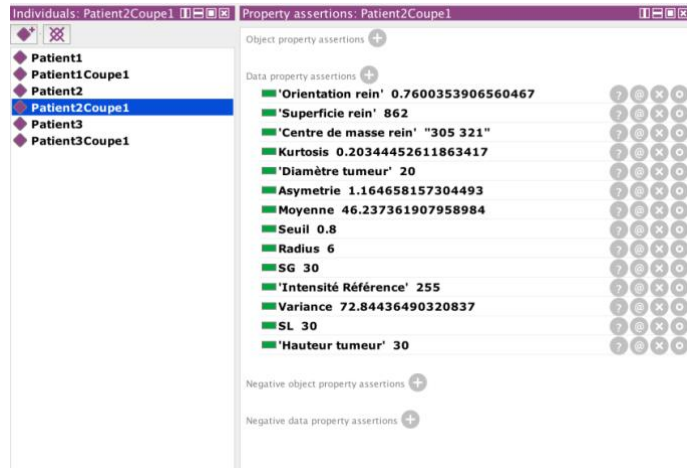 Individuals: Patient2Coupe1
Patient1
Patient1Coupe1
Patient2
Patient2Coupe1
Patient3
Patient3Coupe1
Property assertions: Patient2Coupe1
Object property assertions
Data property assertions
'Orientation rein' 0.7600353906560467
'Superficie rein' 862
'Centre de masse rein' "305 321"
Kurtosis 0.20344452611863417
'Diamètre tumeur' 20
Asymetrie 1.164658157304493
Moyenne 46.237361907958984
Seuil 0.8
Radius 6
SG 30
'Intensité Référence' 255
Variance 72.84436490320837
SL 30
'Hauteur tumeur' 30
Negative object property assertions
Negative data property assertions